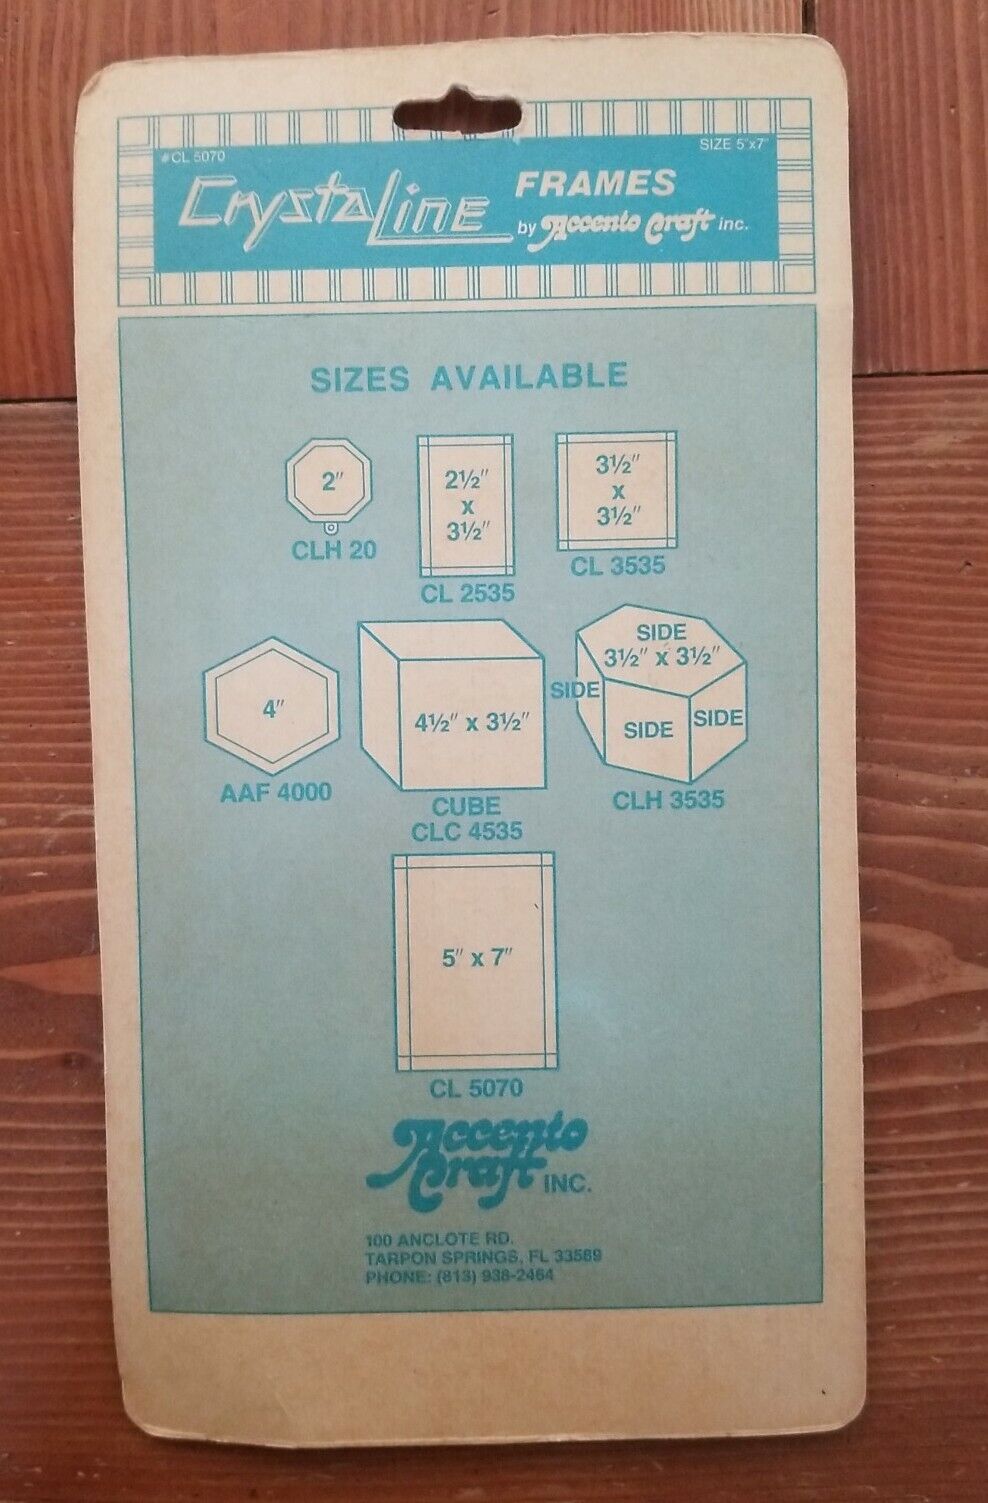 #CL 5070
SIZE 5"x7"
CrystaLine FRAMES
by Accento Craft inc.
SIZES AVAILABLE
2"
CLH 20
2½"
x
3½"
CL 2535
3½"
x
3½"
CL 3535
4"
AAF 4000
4½" x 3½"
CUBE
CLC 4535
SIDE
3½" x 3½"
SIDE
SIDE
SIDE
CLH 3535
5" x 7"
CL 5070
Accento
Craft INC.
100 ANCLOTE RD.
TARPON SPRINGS, FL 33589
PHONE: (813) 938-2464